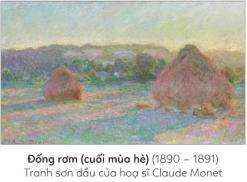 Đống rơm (cuối mùa hè) (1890 – 1891)
Tranh sơn dầu của hoạ sĩ Claude Monet